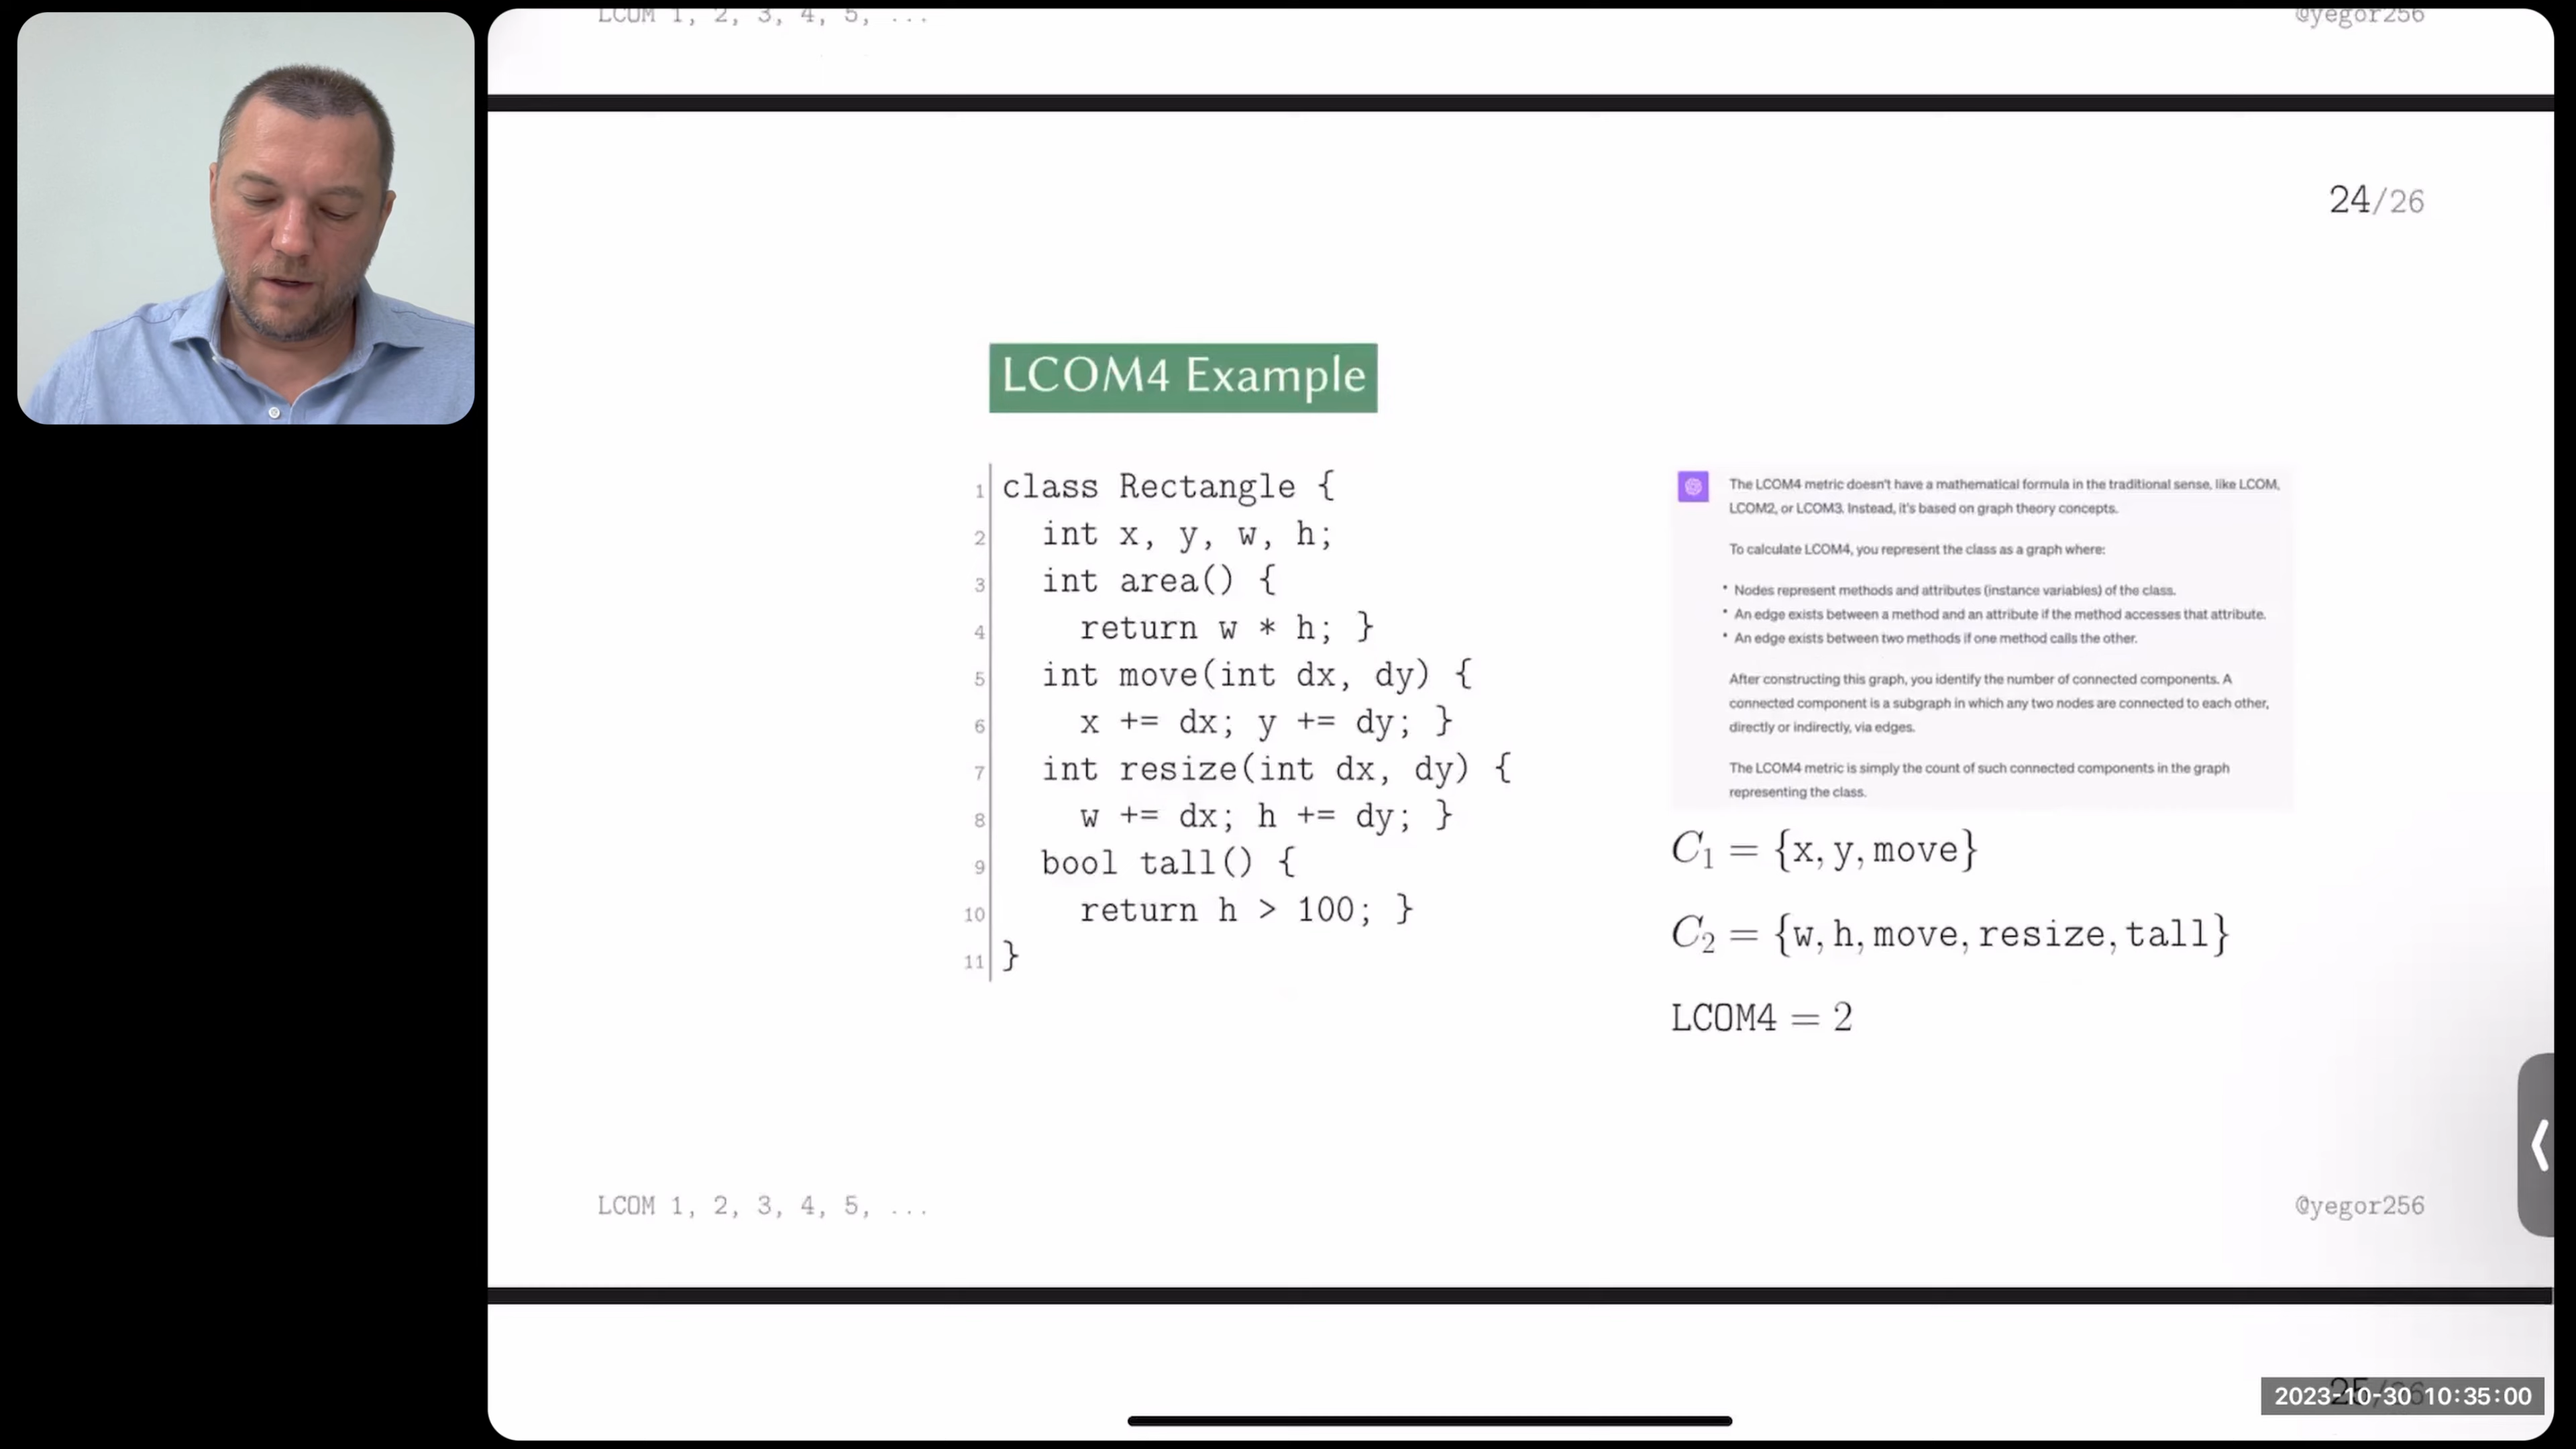 LCOM 1, 2, 3, 4, 5, ...
@yegor256
24/26
LCOM4 Example
1 class Rectangle {
2 int x, y, w, h;
3 int area() {
4 return w * h; }
5 int move(int dx, dy) {
6 x += dx; y += dy; }
7 int resize(int dx, dy) {
8 w += dx; h += dy; }
9 bool tall() {
10 return h > 100; }
11 }
The LCOM4 metric doesn't have a mathematical formula in the traditional sense, like LCOM,
LCOM2, or LCOM3. Instead, it's based on graph theory concepts.
To calculate LCOM4, you represent the class as a graph where:
• Nodes represent methods and attributes (instance variables) of the class.
• An edge exists between a method and an attribute if the method accesses that attribute.
• An edge exists between two methods if one method calls the other.
After constructing this graph, you identify the number of connected components. A
connected component is a subgraph in which any two nodes are connected to each other,
directly or indirectly, via edges.
The LCOM4 metric is simply the count of such connected components in the graph
representing the class.
C₁ = {x, y, move}
C₂ = {w, h, move, resize, tall}
LCOM4 = 2
LCOM 1, 2, 3, 4, 5, ...
@yegor256
2023-10-30 10:35:00